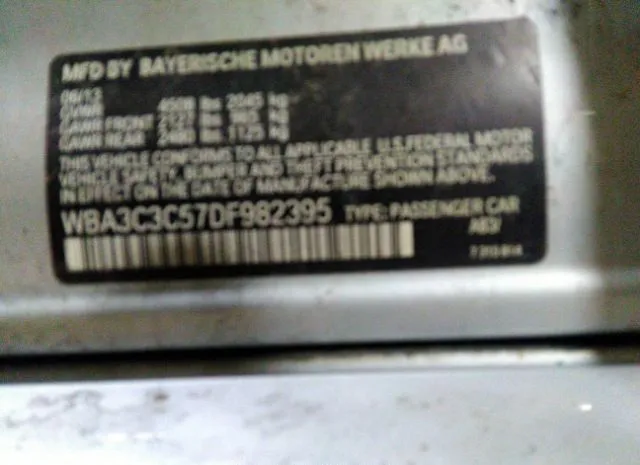 MFD BY BAYERISCHE MOTOREN WERKE AG
06/13
GVWR 4508 lbs 2045 kg
GAWR FRONT 2127 lbs 965 kg
GAWR REAR 2480 lbs 1125 kg
THIS VEHICLE CONFORMS TO ALL APPLICABLE U.S. FEDERAL MOTOR
VEHICLE SAFETY, BUMPER AND THEFT PREVENTION STANDARDS
IN EFFECT ON THE DATE OF MANUFACTURE SHOWN ABOVE.
WBA3C3C57DF982395 TYPE: PASSENGER CAR